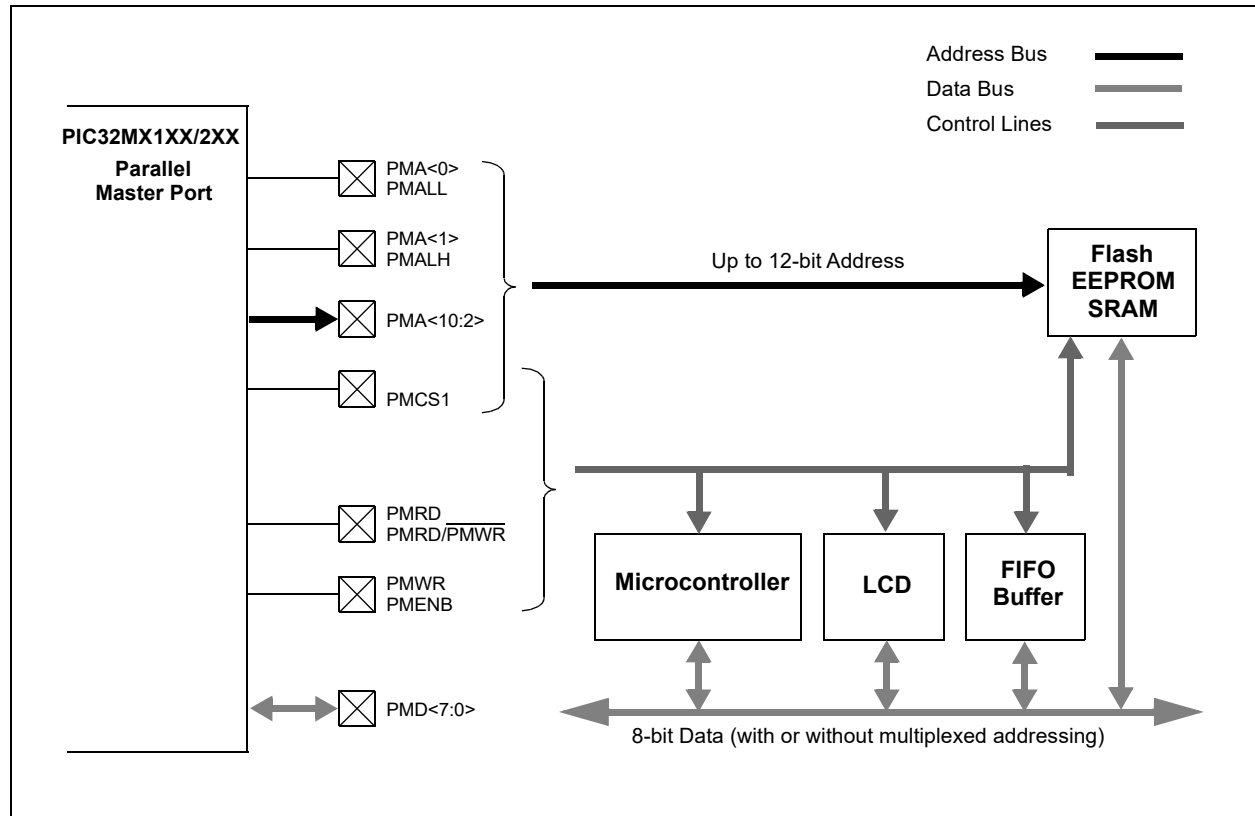 Address Bus
Data Bus
Control Lines
PIC32MX1XX/2XX
Parallel
Master Port
PMA<0>
PMALL
PMA<1>
PMALH
PMA<10:2>
PMCS1
PMRD
PMRD/PMWR
PMWR
PMENB
PMD<7:0>
Up to 12-bit Address
Flash
EEPROM
SRAM
Microcontroller
LCD
FIFO
Buffer
8-bit Data (with or without multiplexed addressing)